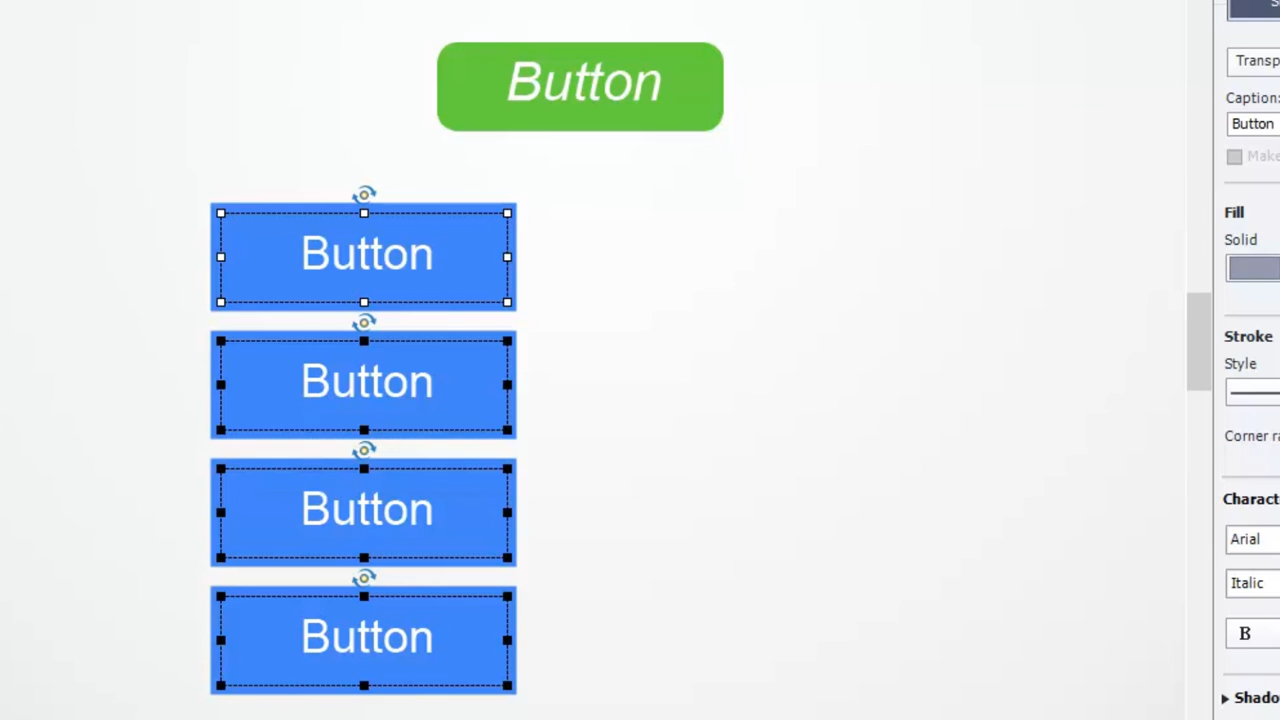 Button
Button
Button
Button
Button
Transp
Caption:
Button
Make
Fill
Solid
Stroke
Style
Corner ra
Charact
Arial
Italic
B
Shado